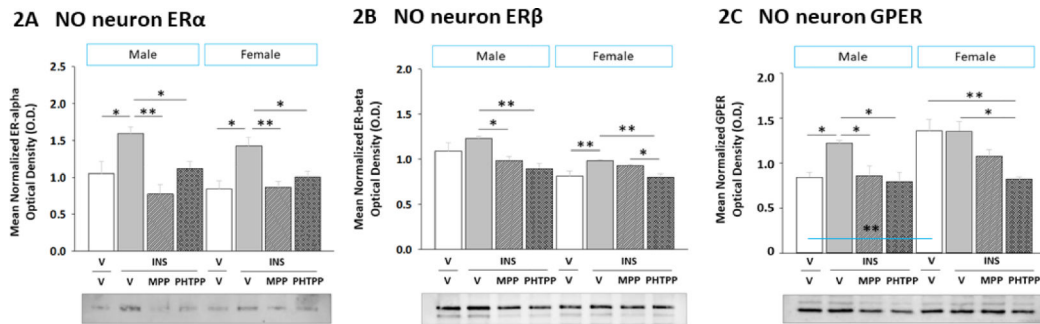 2A NO neuron ERα
Male
Female
Mean Normalized ER-alpha
Optical Density (O.D.)
2.5
2.0
1.5
1.0
0.5
0.0
*
**
*
*
**
*
V
INS
V
INS
V
V
MPP
PHTPP
V
V
MPP
PHTPP
2B NO neuron ERβ
Male
Female
Mean Normalized ER-beta
Optical Density (O.D.)
2.0
1.5
1.0
0.5
0.0
**
*
**
**
*
V
INS
V
INS
V
V
MPP
PHTPP
V
V
MPP
PHTPP
2C NO neuron GPER
Male
Female
Mean Normalized GPER
Optical Density (O.D.)
2.0
1.5
1.0
1.5
0
*
*
*
**
*
**
V
INS
V
INS
V
V
MPP
PHTPP
V
V
MPP
PHTPP